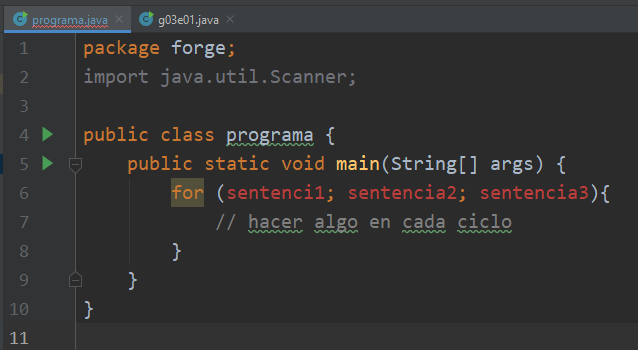 programa.java g03e01.java
1 package forge;
2 import java.util.Scanner;
3
4 public class programa {
5 public static void main(String[] args) {
6 for (sentenci1; sentencia2; sentencia3){
7 // hacer algo en cada ciclo
8 }
9 }
10 }
11